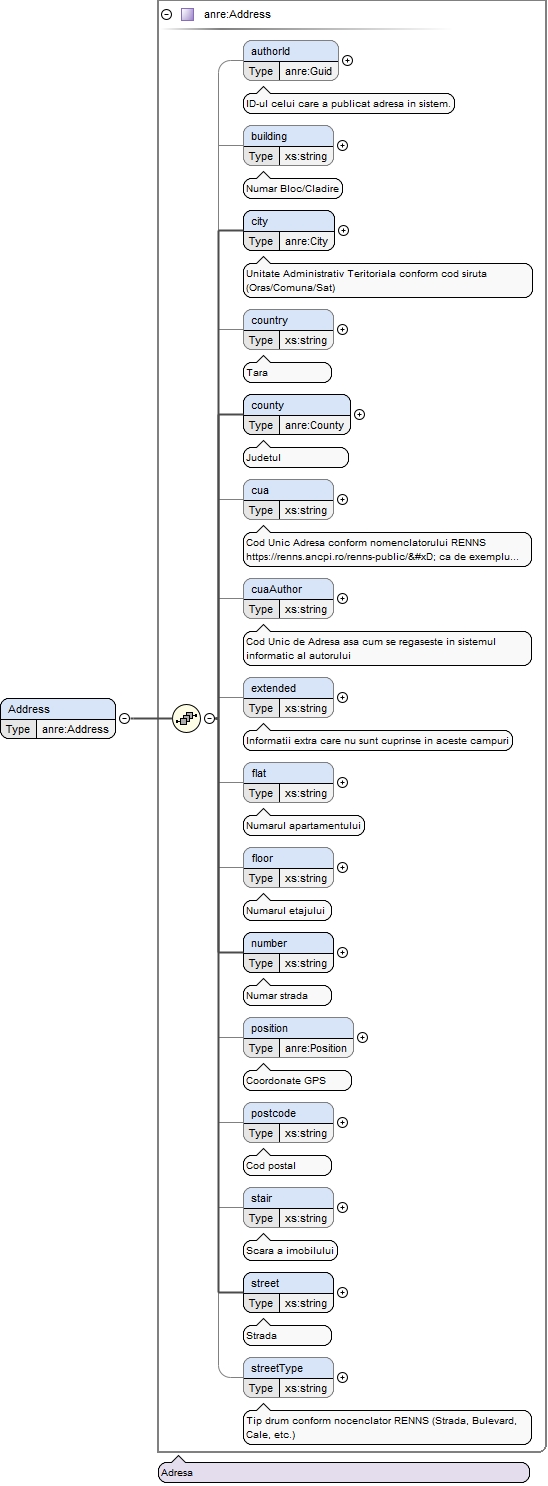 anre:Address
authorId
Type anre:Guid
ID-ul celui care a publicat adresa in sistem.
building
Type xs:string
Numar Bloc/Cladire
city
Type anre:City
Unitate Administrativ Teritoriala conform cod siruta
(Oras/Comuna/Sat)
country
Type xs:string
Tara
county
Type anre:County
Judetul
cua
Type xs:string
Cod Unic Adresa conform nomenclatorului RENNS
https://renns.ancpi.ro/renns-public/&#xD; ca de exemplu...
cuaAuthor
Type xs:string
Cod Unic de Adresa asa cum se regaseste in sistemul
informatic al autorului
extended
Type xs:string
Address
Type anre:Address
Informatii extra care nu sunt cuprinse in aceste campuri
flat
Type xs:string
Numarul apartamentului
floor
Type xs:string
Numarul etajului
number
Type xs:string
Numar strada
position
Type anre:Position
Coordonate GPS
postcode
Type xs:string
Cod postal
stair
Type xs:string
Scara a imobilului
street
Type xs:string
Strada
streetType
Type xs:string
Tip drum conform nocenclator RENNS (Strada, Bulevard,
Cale, etc.)
Adresa